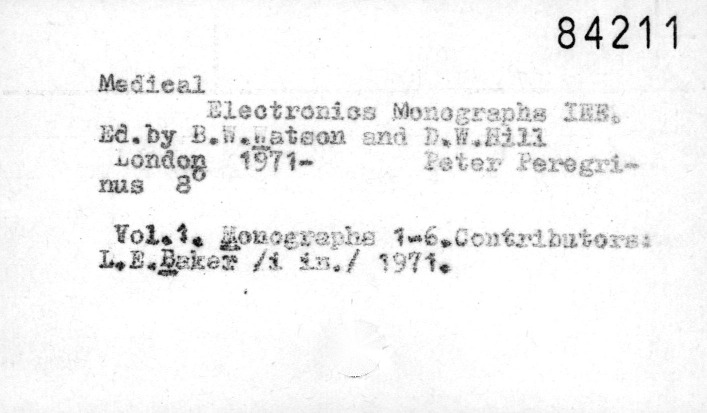 84211
Medical
Electronics Monographs IEE.
Ed.by B.W.Watson and D.W.Hill
London 1971- Peter Peregri-
nus 8°
Vol.1. Monographs 1-6.Contributors:
L.E.Baker /i in./ 1971.